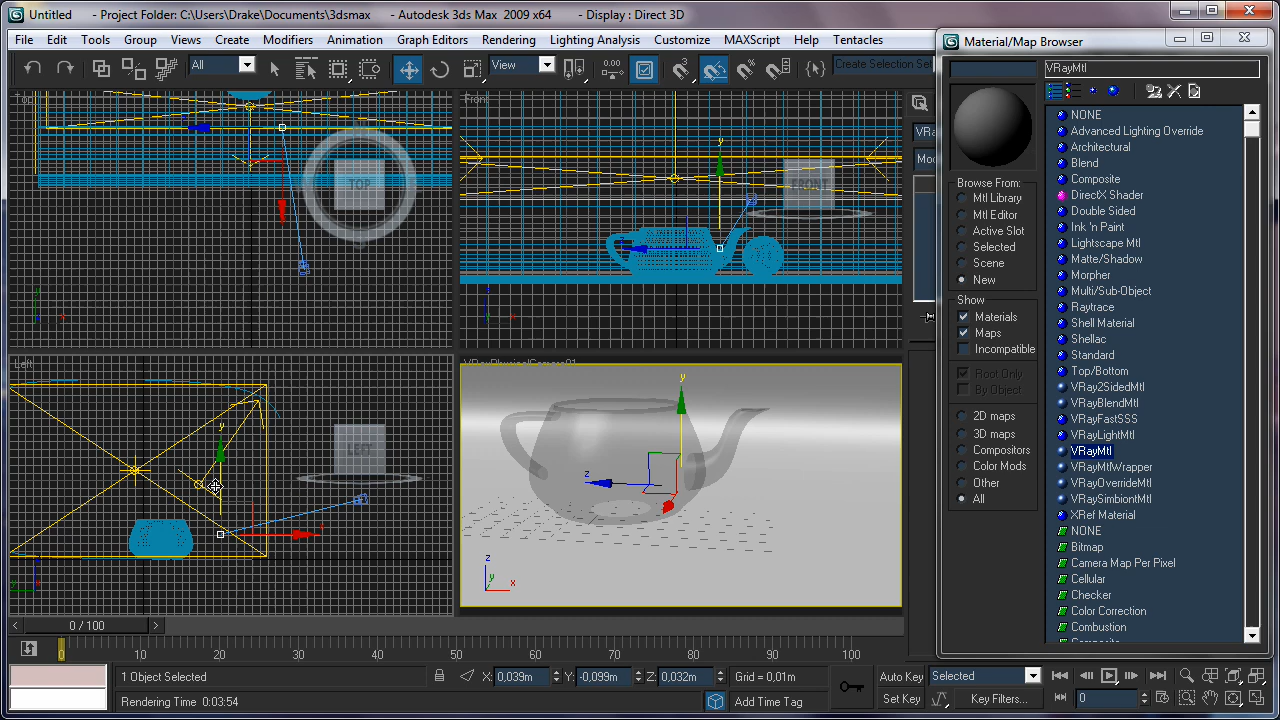 Untitled - Project Folder: C:\Users\Drake\Documents\3dsmax - Autodesk 3ds Max 2009 x64 - Display : Direct 3D
File Edit Tools Group Views Create Modifiers Animation Graph Editors Rendering Lighting Analysis Customize MAXScript Help Tentacles
All
View
Create Selection Set
Top
TOP
Front
FRONT
y
Left
LEFT
y
x
VRayPhysicalCamera01
y
z
z
y
x
VRa
Mod
Material/Map Browser
VRayMtl
Browse From:
Mtl Library
Mtl Editor
Active Slot
Selected
Scene
New
Show
Materials
Maps
Incompatible
Root Only
By Object
2D maps
3D maps
Compositors
Color Mods
Other
All
NONE
Advanced Lighting Override
Architectural
Blend
Composite
DirectX Shader
Double Sided
Ink 'n Paint
Lightscape Mtl
Matte/Shadow
Morpher
Multi/Sub-Object
Raytrace
Shell Material
Shellac
Standard
Top/Bottom
VRay2SidedMtl
VRayBlendMtl
VRayFastSSS
VRayLightMtl
VRayMtl
VRayMtlWrapper
VRayOverrideMtl
VRaySimbiontMtl
XRef Material
NONE
Bitmap
Camera Map Per Pixel
Cellular
Checker
Color Correction
Combustion
0 / 100
0 10 20 30 40 50 60 70 80 90 100
1 Object Selected
X: 0,039m Y: -0,099m Z: 0,032m
Grid = 0,01m
Auto Key
Selected
Rendering Time 0:03:54
Add Time Tag
Set Key
Key Filters...
0